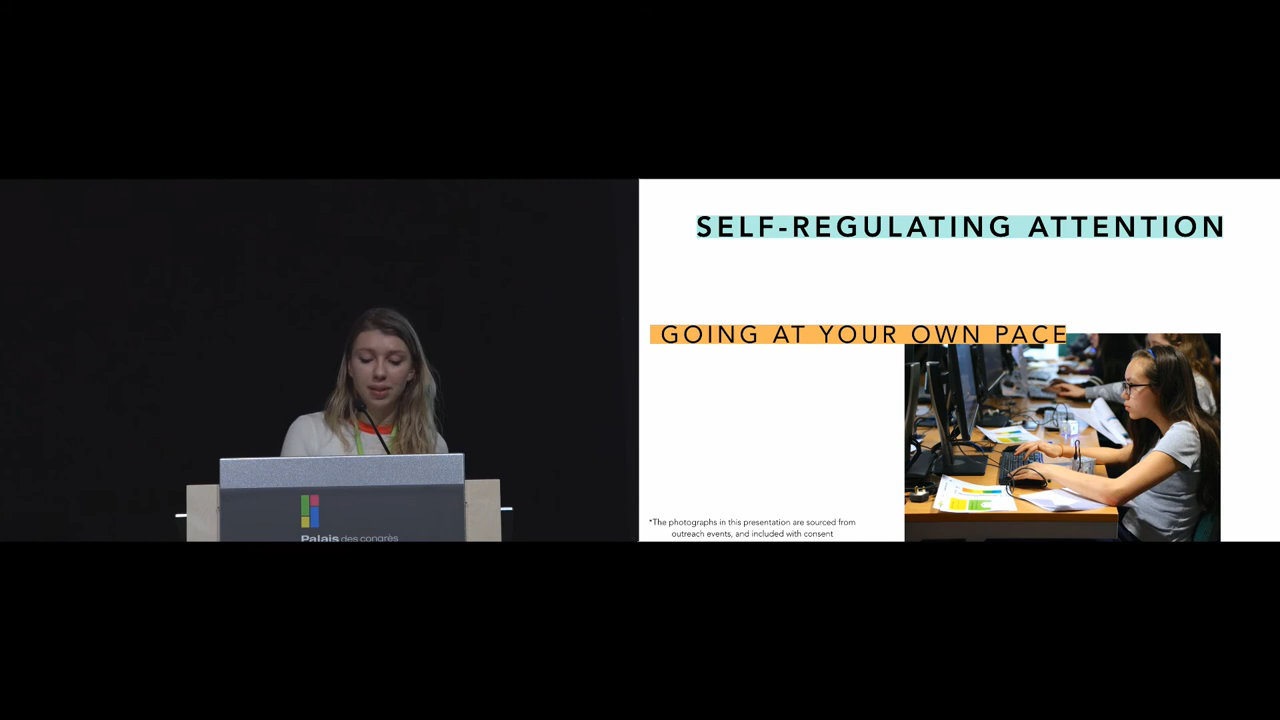 SELF-REGULATING ATTENTION
GOING AT YOUR OWN PACE
*The photographs in this presentation are sourced from
outreach events, and included with consent
Palais des congrès